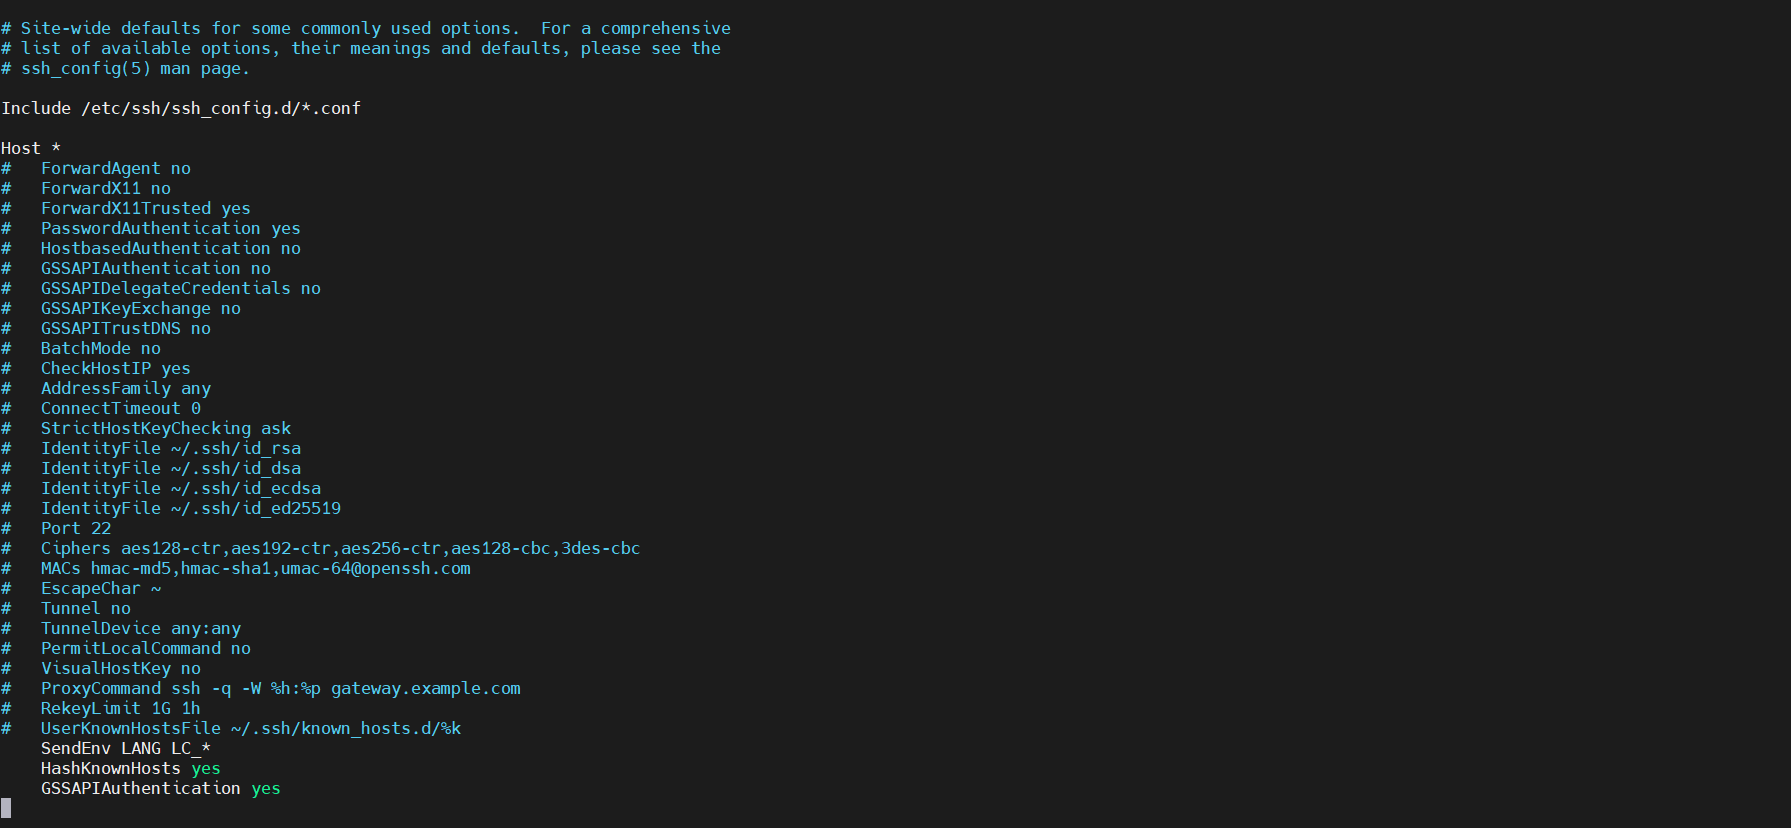 # Site-wide defaults for some commonly used options.  For a comprehensive
# list of available options, their meanings and defaults, please see the
# ssh_config(5) man page.

Include /etc/ssh/ssh_config.d/*.conf

Host *
#   ForwardAgent no
#   ForwardX11 no
#   ForwardX11Trusted yes
#   PasswordAuthentication yes
#   HostbasedAuthentication no
#   GSSAPIAuthentication no
#   GSSAPIDelegateCredentials no
#   GSSAPIKeyExchange no
#   GSSAPITrustDNS no
#   BatchMode no
#   CheckHostIP yes
#   AddressFamily any
#   ConnectTimeout 0
#   StrictHostKeyChecking ask
#   IdentityFile ~/.ssh/id_rsa
#   IdentityFile ~/.ssh/id_dsa
#   IdentityFile ~/.ssh/id_ecdsa
#   IdentityFile ~/.ssh/id_ed25519
#   Port 22
#   Ciphers aes128-ctr,aes192-ctr,aes256-ctr,aes128-cbc,3des-cbc
#   MACs hmac-md5,hmac-sha1,umac-64@openssh.com
#   EscapeChar ~
#   Tunnel no
#   TunnelDevice any:any
#   PermitLocalCommand no
#   VisualHostKey no
#   ProxyCommand ssh -q -W %h:%p gateway.example.com
#   RekeyLimit 1G 1h
#   UserKnownHostsFile ~/.ssh/known_hosts.d/%k
    SendEnv LANG LC_*
    HashKnownHosts yes
    GSSAPIAuthentication yes